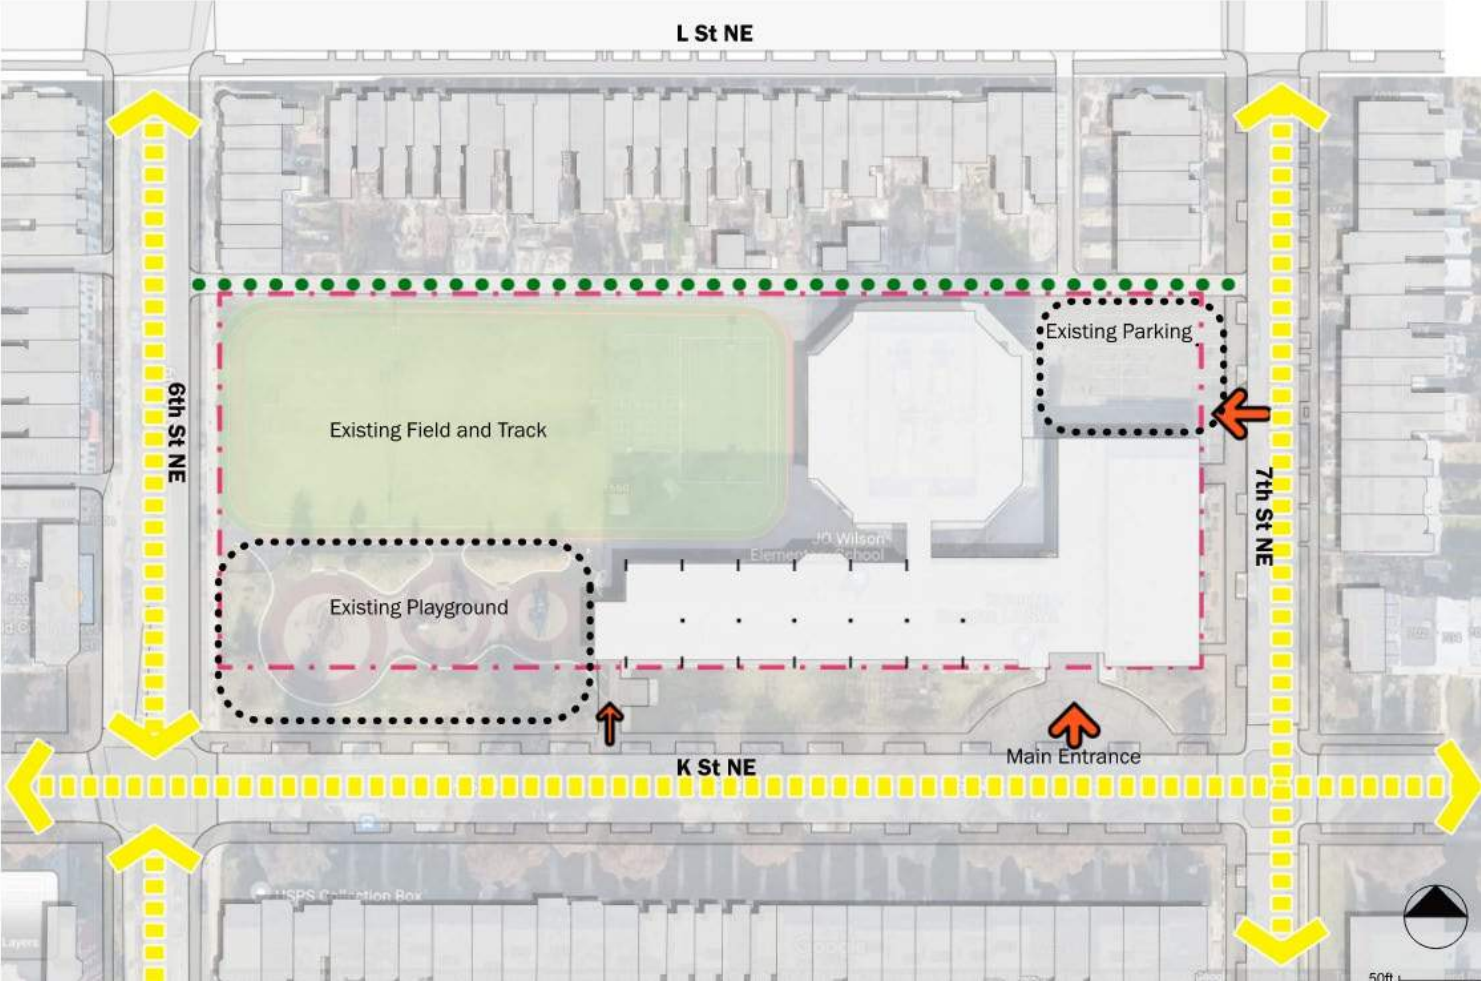 L St NE
Existing Parking
6th St NE
Existing Field and Track
7th St NE
JO Wilson
Elementary School
Existing Playground
Main Entrance
K St NE
USPS Collection Box
Layers
50ft